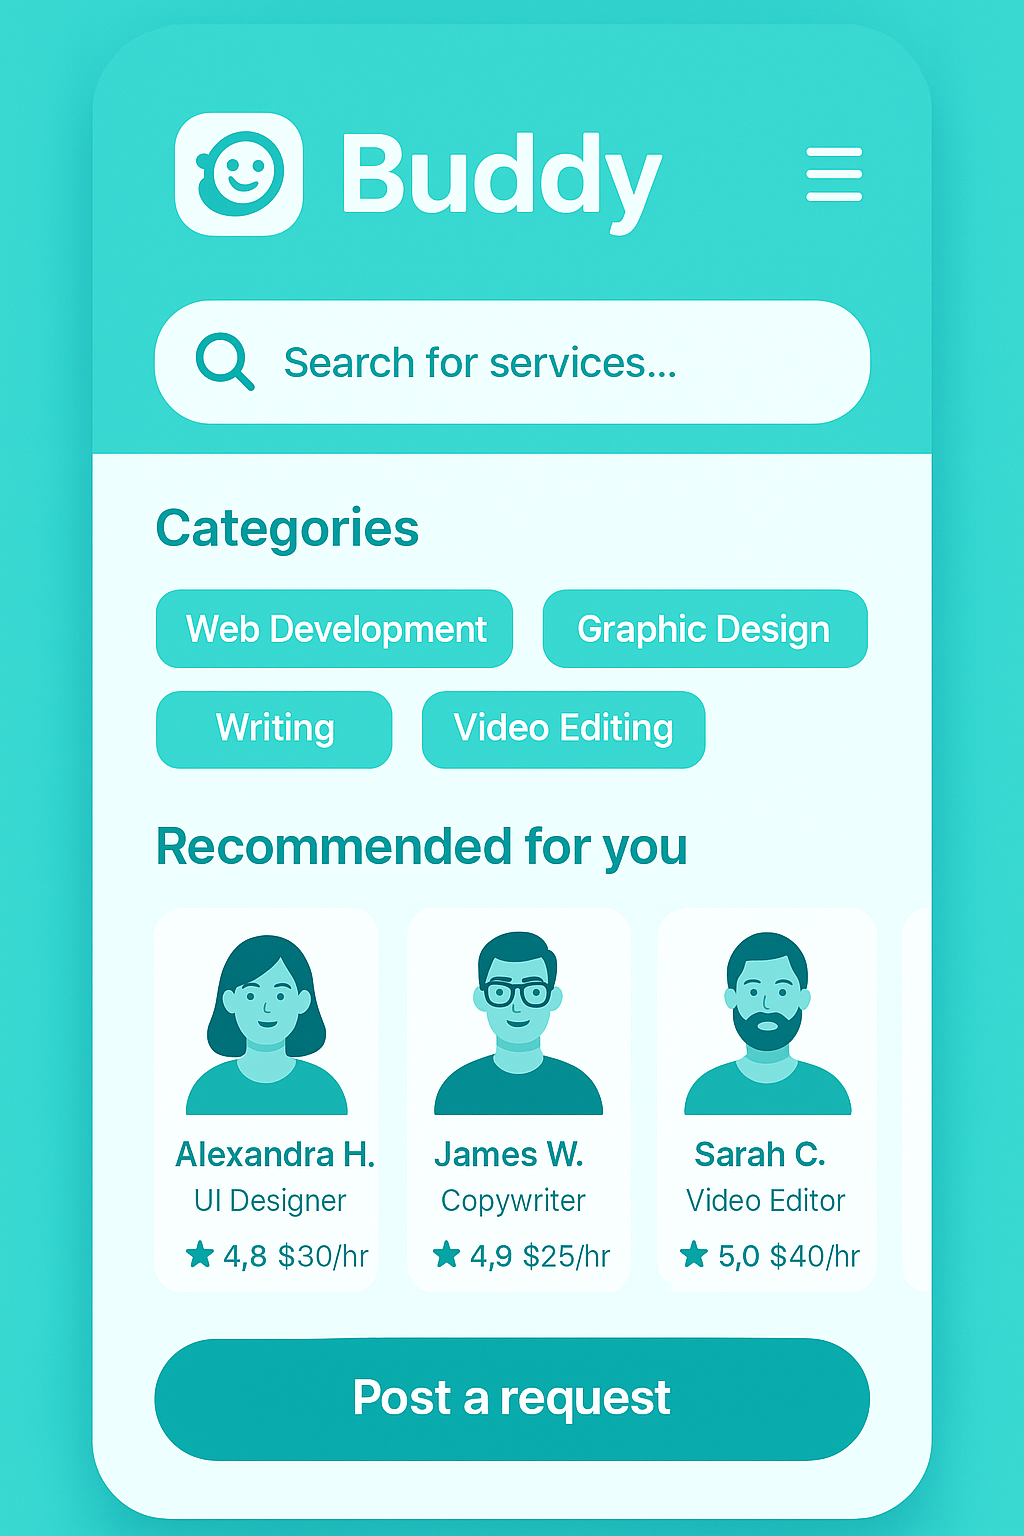 Buddy
Search for services...
Categories
Web Development
Graphic Design
Writing
Video Editing
Recommended for you
Alexandra H.
UI Designer
4,8 $30/hr
James W.
Copywriter
4,9 $25/hr
Sarah C.
Video Editor
5,0 $40/hr
Post a request